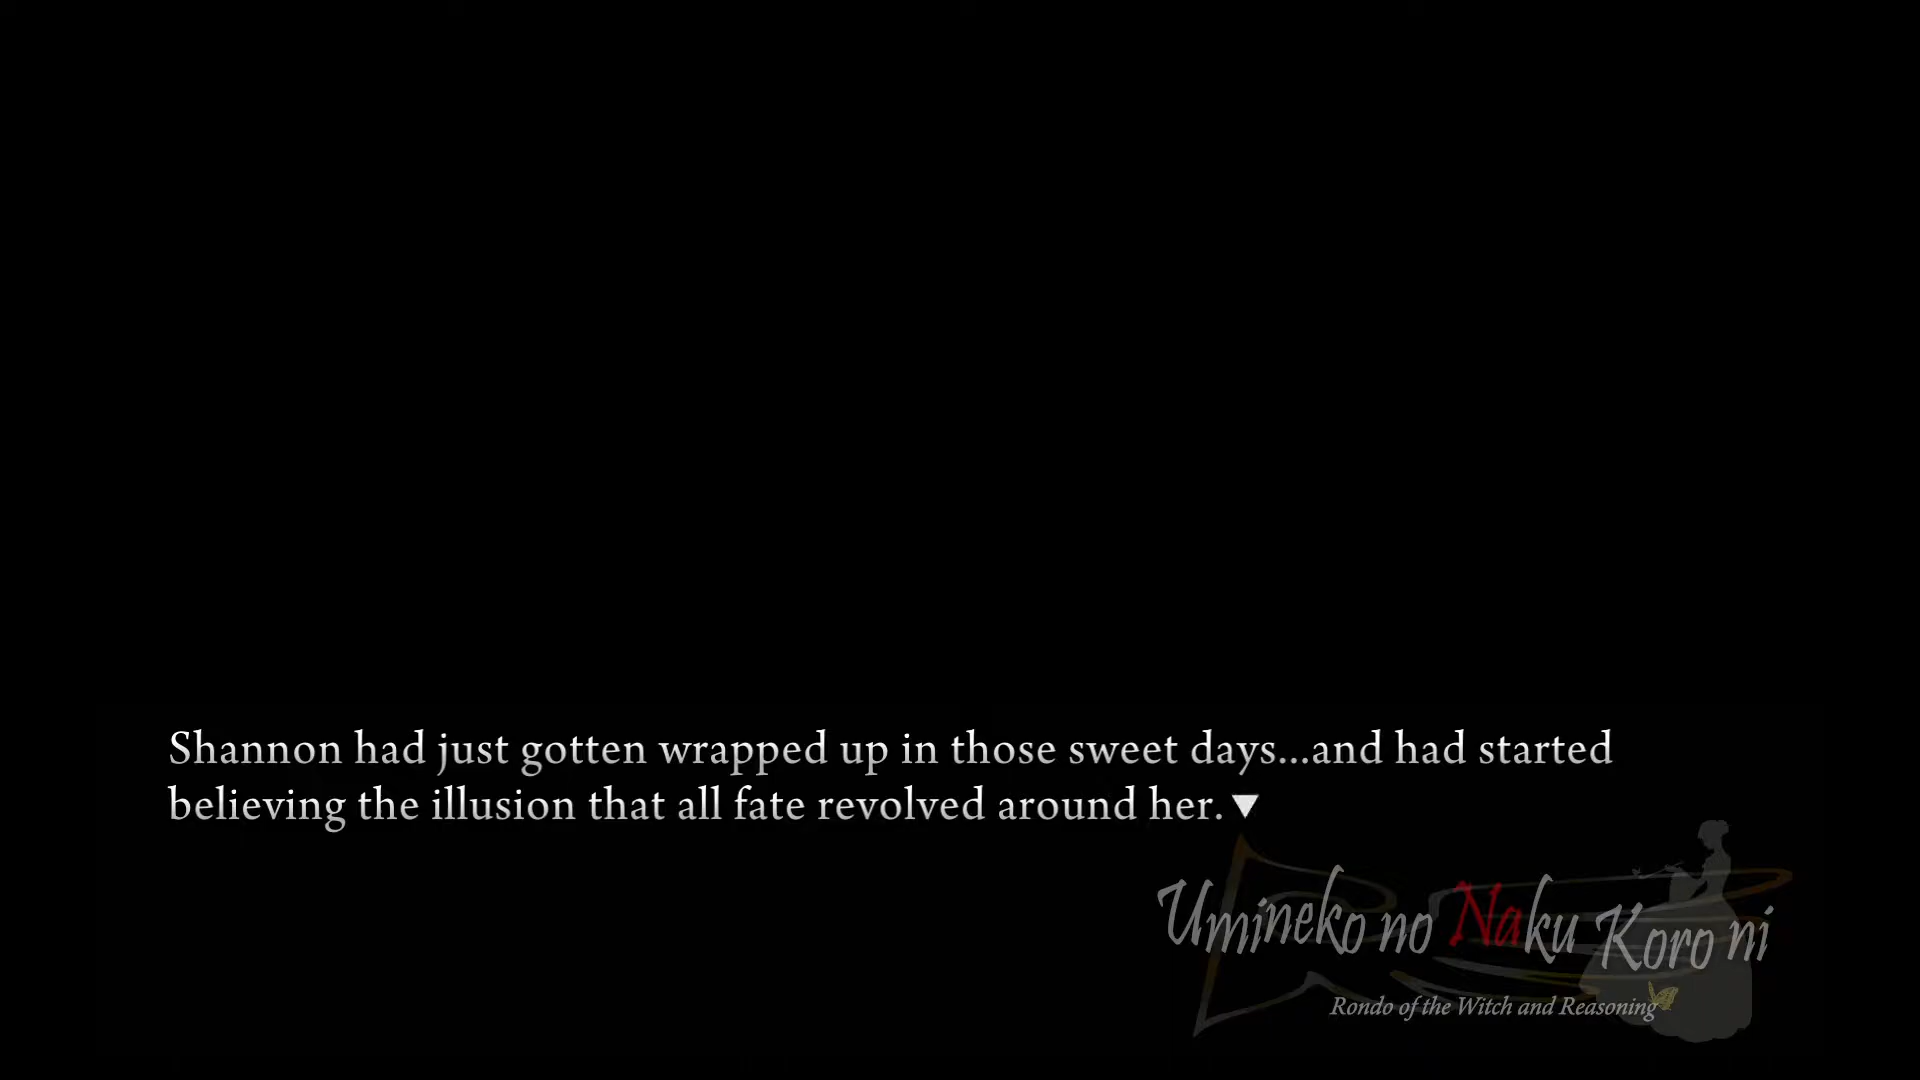 Shannon had just gotten wrapped up in those sweet days...and had started
believing the illusion that all fate revolved around her.
Umineko no Naku Koro ni
Rondo of the Witch and Reasoning